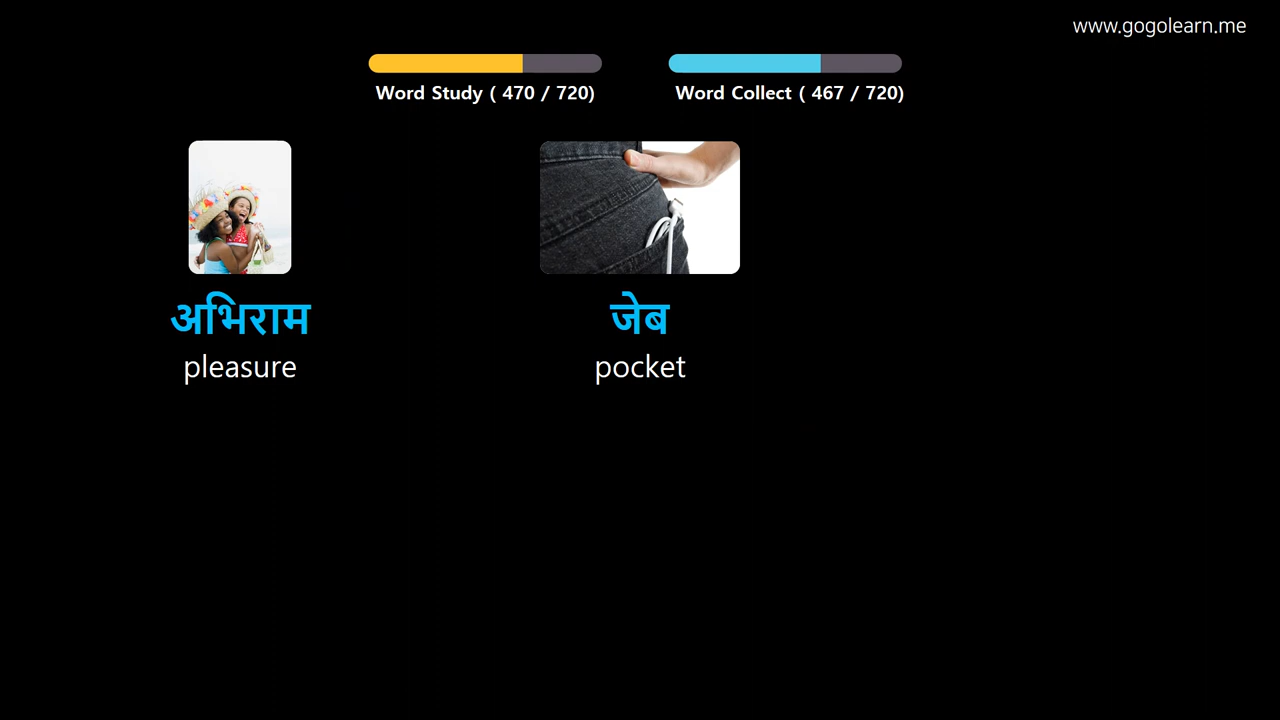 www.gogolearn.me
Word Study ( 470 / 720)
Word Collect ( 467 / 720)
अभिराम
pleasure
जेब
pocket